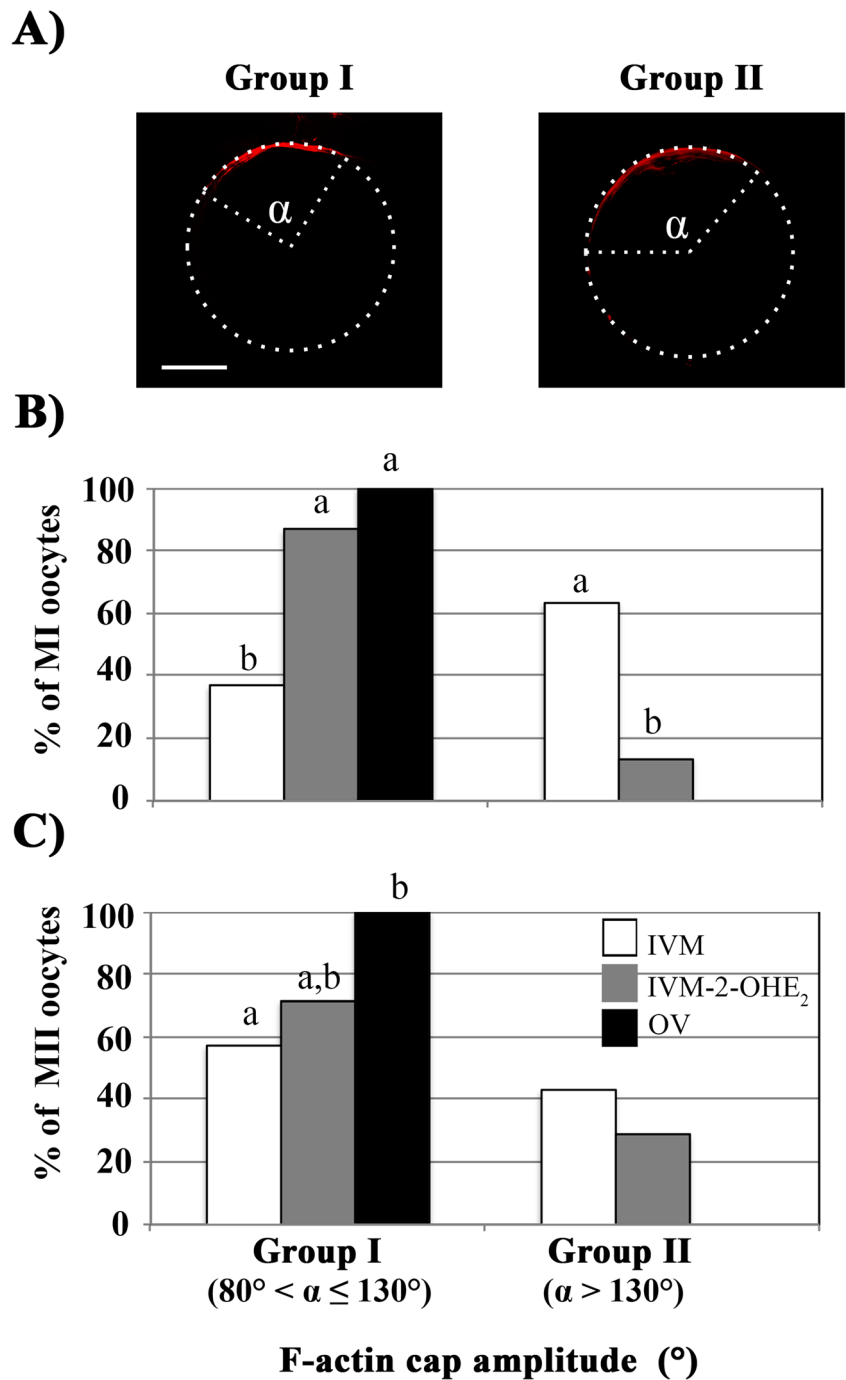 A)
Group I
Group II
α
α
B)
% of MI oocytes
100
80
60
40
20
0
b
a
a
a
b
C)
% of MII oocytes
100
80
60
40
20
0
a
a,b
b
IVM
IVM-2-OHE₂
OV
Group I
(80° < α ≤ 130°)
Group II
(α > 130°)
F-actin cap amplitude (°)